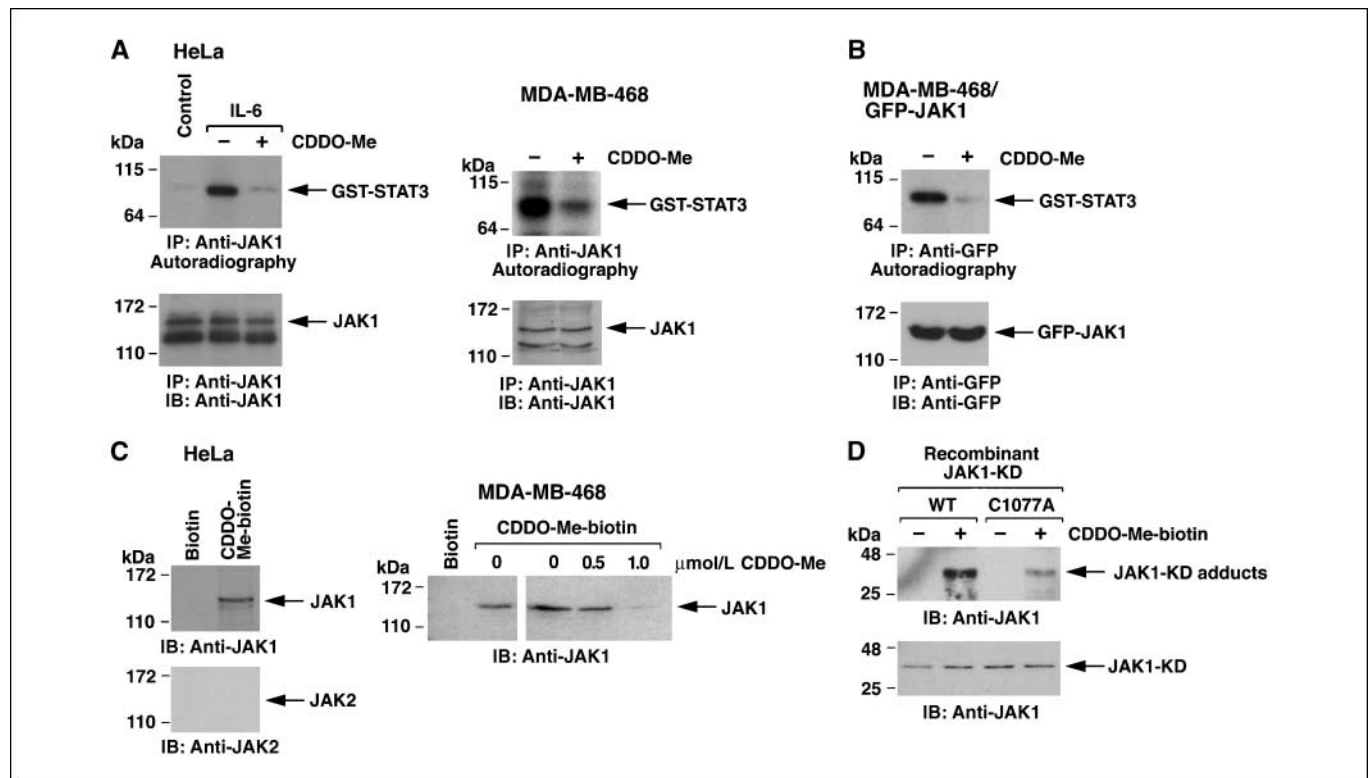 A HeLa
Control
IL-6
kDa − + CDDO-Me
115
GST-STAT3
64
IP: Anti-JAK1
Autoradiography
172
JAK1
110
IP: Anti-JAK1
IB: Anti-JAK1
MDA-MB-468
kDa − + CDDO-Me
115
GST-STAT3
64
IP: Anti-JAK1
Autoradiography
172
JAK1
110
IP: Anti-JAK1
IB: Anti-JAK1
B
MDA-MB-468/
GFP-JAK1
kDa − + CDDO-Me
115
GST-STAT3
64
IP: Anti-GFP
Autoradiography
172
GFP-JAK1
110
IP: Anti-GFP
IB: Anti-GFP
C HeLa
Biotin
CDDO-
Me-biotin
kDa
172
JAK1
110
IB: Anti-JAK1
172
JAK2
110
IB: Anti-JAK2
MDA-MB-468
Biotin
CDDO-Me-biotin
kDa 0 0 0.5 1.0 μmol/L CDDO-Me
172
JAK1
110
IB: Anti-JAK1
D Recombinant
JAK1-KD
WT C1077A
kDa − + − + CDDO-Me-biotin
48
JAK1-KD adducts
25
IB: Anti-JAK1
48
JAK1-KD
25
IB: Anti-JAK1